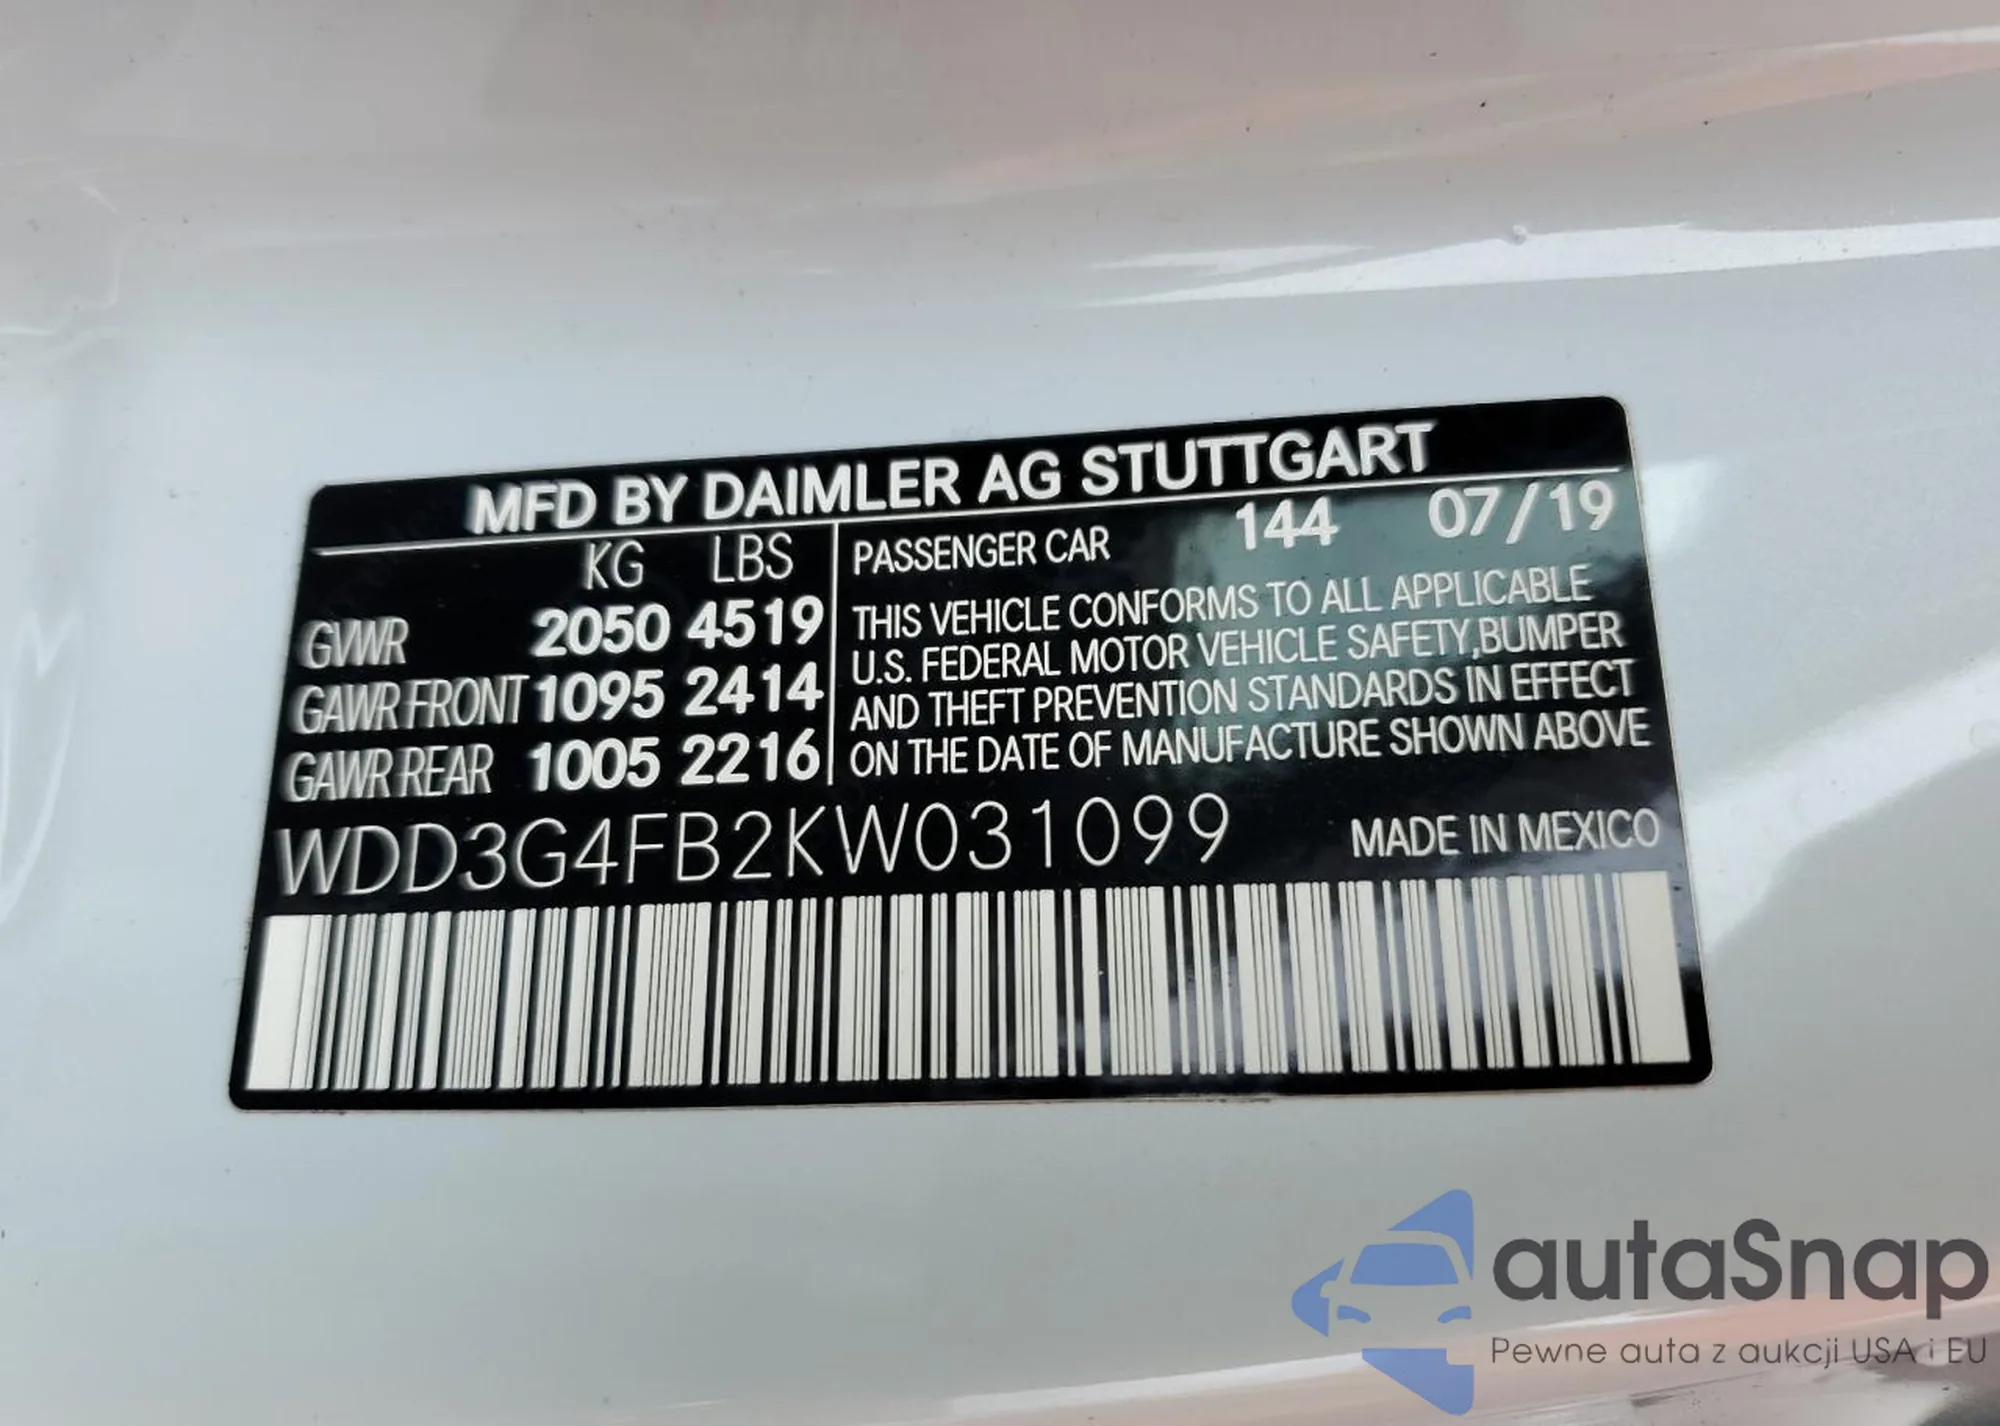 MFD BY DAIMLER AG STUTTGART
KG LBS
GVWR 2050 4519
GAWR FRONT 1095 2414
GAWR REAR 1005 2216
PASSENGER CAR 144 07/19
THIS VEHICLE CONFORMS TO ALL APPLICABLE
U.S. FEDERAL MOTOR VEHICLE SAFETY,BUMPER
AND THEFT PREVENTION STANDARDS IN EFFECT
ON THE DATE OF MANUFACTURE SHOWN ABOVE
WDD3G4FB2KW031099 MADE IN MEXICO
autaSnap
Pewne auta z aukcji USA i EU